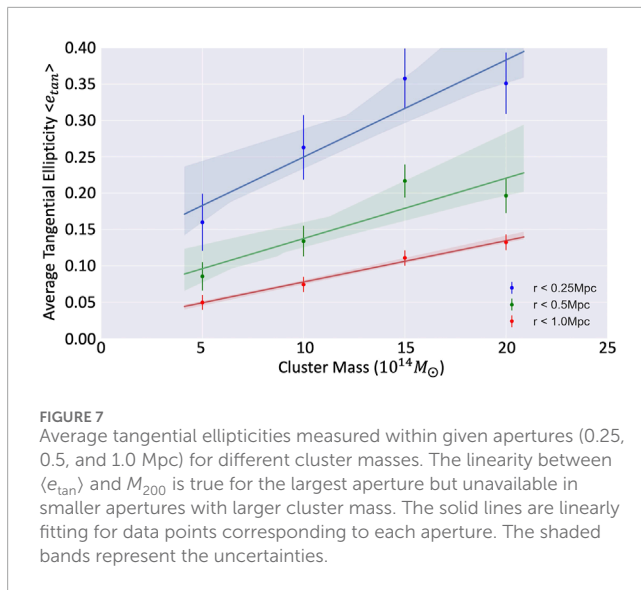 0.40
0.35
0.30
0.25
0.20
0.15
0.10
0.05
0.00
Average Tangential Ellipticity <e_tan>
0 5 10 15 20 25
Cluster Mass (10^14 M_⊙)
r < 0.25Mpc
r < 0.5Mpc
r < 1.0Mpc
FIGURE 7
Average tangential ellipticities measured within given apertures (0.25,
0.5, and 1.0 Mpc) for different cluster masses. The linearity between
⟨e_tan⟩ and M_200 is true for the largest aperture but unavailable in
smaller apertures with larger cluster mass. The solid lines are linearly
fitting for data points corresponding to each aperture. The shaded
bands represent the uncertainties.